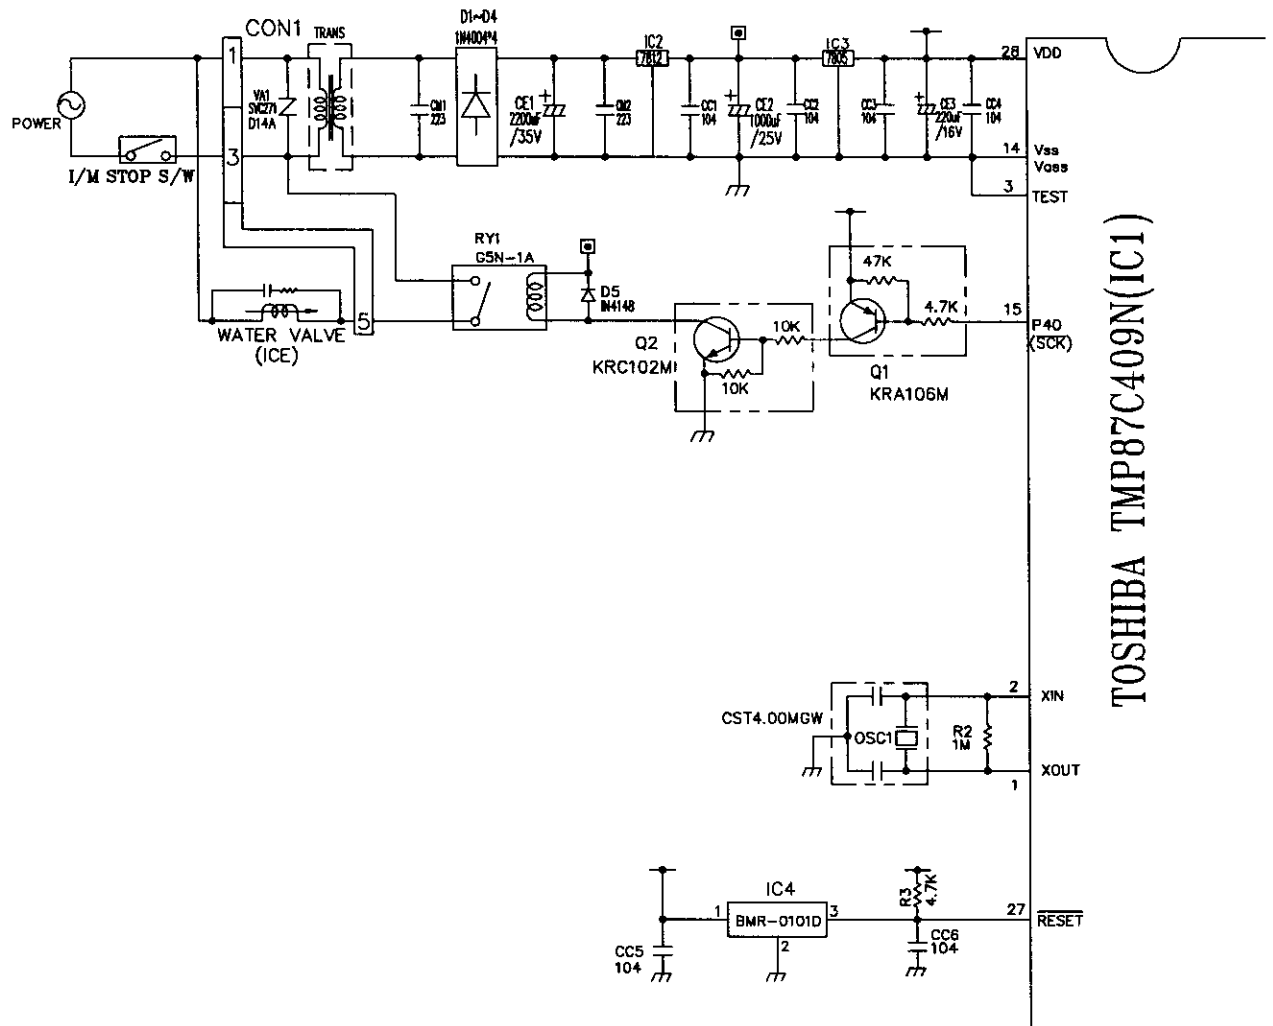 CON1
TRANS
D1~D4
1N4004*4
IC2
7812
IC3
7805
28
VDD
1
VA1
SVC271
D14A
CM1
223
CE1
2200uF
/35V
CM2
223
CC1
104
CE2
1000uF
/25V
CC2
104
CC3
104
CE3
220uF
/16V
CC4
104
POWER
3
14
Vss
Vass
I/M STOP S/W
3
TEST
RY1
G5N-1A
D5
IN4148
47K
4.7K
15
P40
(SCK)
5
WATER VALVE
(ICE)
Q2
KRC102M
10K
10K
Q1
KRA106M
TOSHIBA TMP87C409N(IC1)
2
XIN
CST4.00MGW
OSC1
R2
1M
XOUT
1
IC4
1
BMR-0101D
3
2
R3
4.7K
27
RESET
CC5
104
CC6
104